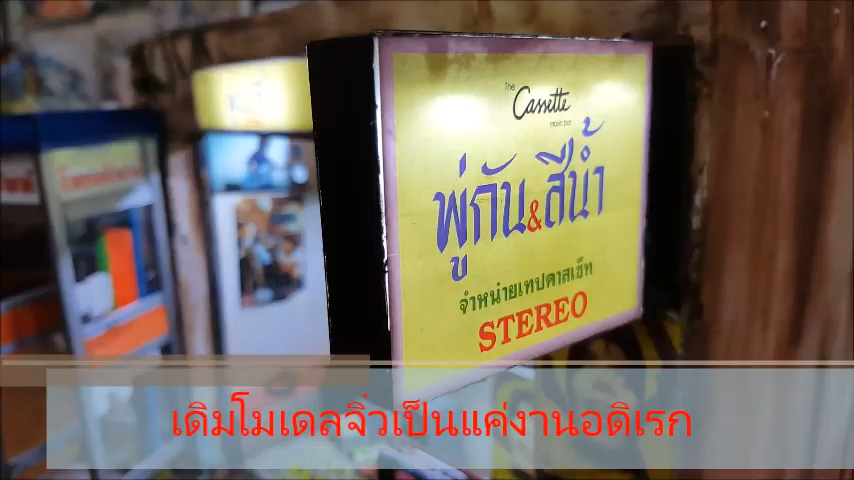 The
Cassette
music bar
พู่กัน&สีน้ำ
จำหน่ายเทปคาสเซ็ท
STEREO
เดิมโมเดลจิ๋วเป็นแค่งานอดิเรก